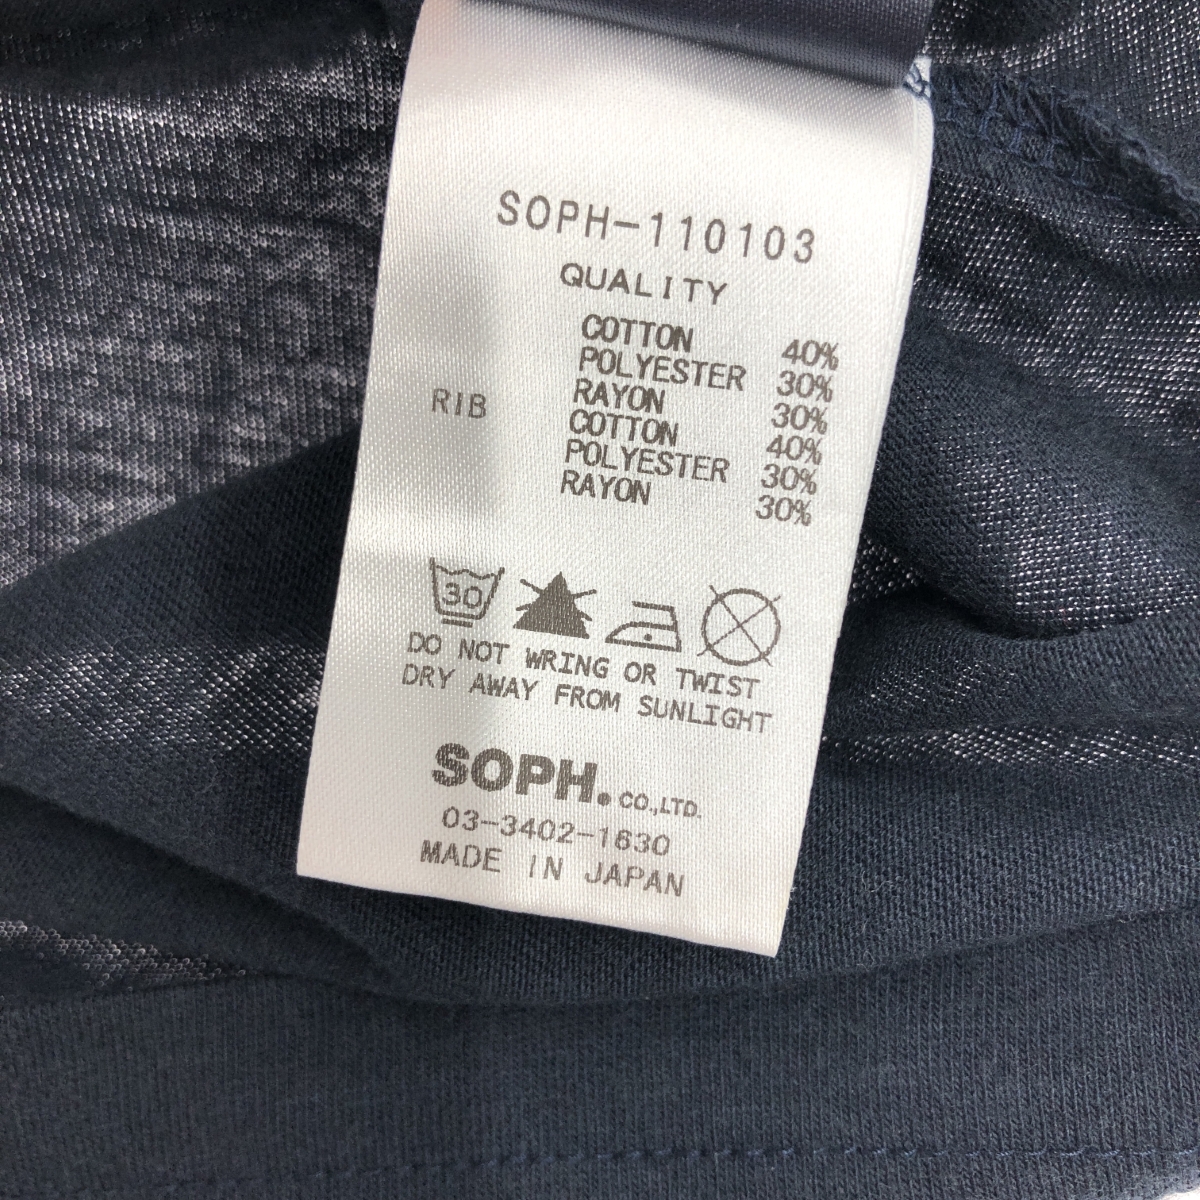 SOPH-110103
QUALITY
COTTON 40%
POLYESTER 30%
RAYON 30%
RIB COTTON 40%
POLYESTER 30%
RAYON 30%
30
DO NOT WRING OR TWIST
DRY AWAY FROM SUNLIGHT
SOPH. CO.,LTD.
03-3402-1630
MADE IN JAPAN